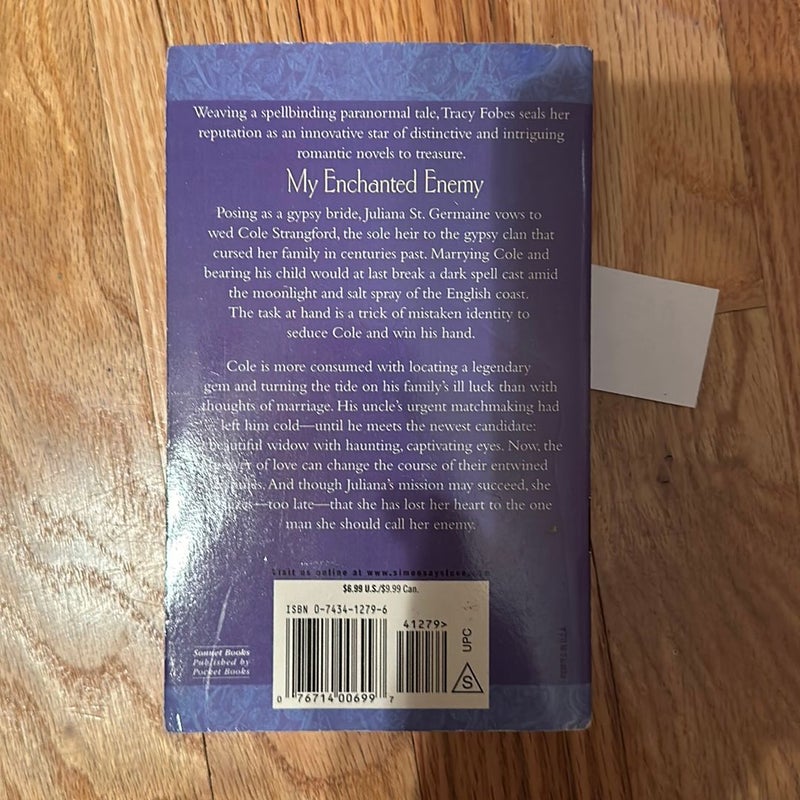 Weaving a spellbinding paranormal tale, Tracy Fobes seals her
reputation as an innovative star of distinctive and intriguing
romantic novels to treasure.
My Enchanted Enemy
Posing as a gypsy bride, Juliana St. Germaine vows to
wed Cole Strangford, the sole heir to the gypsy clan that
cursed her family in centuries past. Marrying Cole and
bearing his child would at last break a dark spell cast amid
the moonlight and salt spray of the English coast.
The task at hand is a trick of mistaken identity to
seduce Cole and win his hand.
Cole is more consumed with locating a legendary
gem and turning the tide on his family's ill luck than with
thoughts of marriage. His uncle's urgent matchmaking had
left him cold—until he meets the newest candidate:
beautiful widow with haunting, captivating eyes. Now, the
of love can change the course of their entwined
And though Juliana's mission may succeed, she
too late—that she has lost her heart to the one
man she should call her enemy.
Visit us online at www.simonsayslove.com
$6.99 U.S./$9.99 Can.
ISBN 0-7434-1279-6
41279>
UPC
S
0 76714 00699 7
Sonnet Books
Published by
Pocket Books